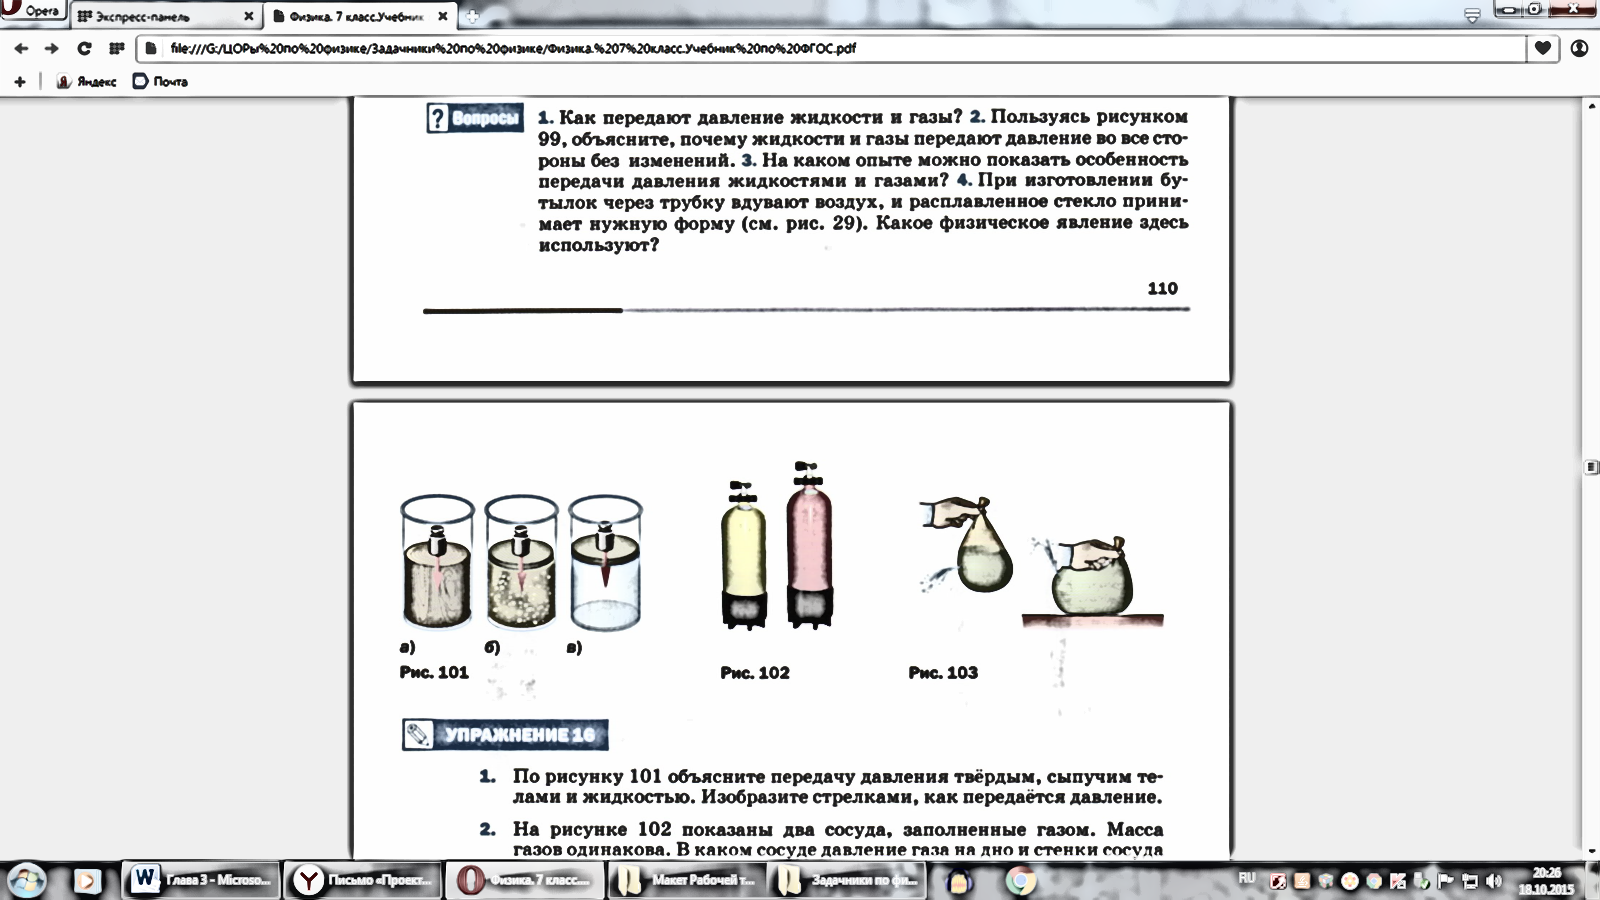 Opera
Экспресс-панель
Физика. 7 класс.Учебник
file:///G:/ЦОРы%20по%20физике/Задачники%20по%20физике/Физика.%207%20класс.Учебник%20по%20ФГОС.pdf
Яндекс
Почта
? Вопросы
1. Как передают давление жидкости и газы? 2. Пользуясь рисунком
99, объясните, почему жидкости и газы передают давление во все сто-
роны без изменений. 3. На каком опыте можно показать особенность
передачи давления жидкостями и газами? 4. При изготовлении бу-
тылок через трубку вдувают воздух, и расплавленное стекло прини-
мает нужную форму (см. рис. 29). Какое физическое явление здесь
используют?
110
а) б) в)
Рис. 101
Рис. 102
Рис. 103
УПРАЖНЕНИЕ 16
1. По рисунку 101 объясните передачу давления твёрдым, сыпучим те-
лами и жидкостью. Изобразите стрелками, как передаётся давление.
2. На рисунке 102 показаны два сосуда, заполненные газом. Масса
газов одинакова. В каком сосуде давление газа на дно и стенки сосуда
Глава 3 - Microso...
Письмо «Проект...
Физика. 7 класс....
Макет Рабочей т...
Задачники по фи...
RU
20:26
18.10.2015